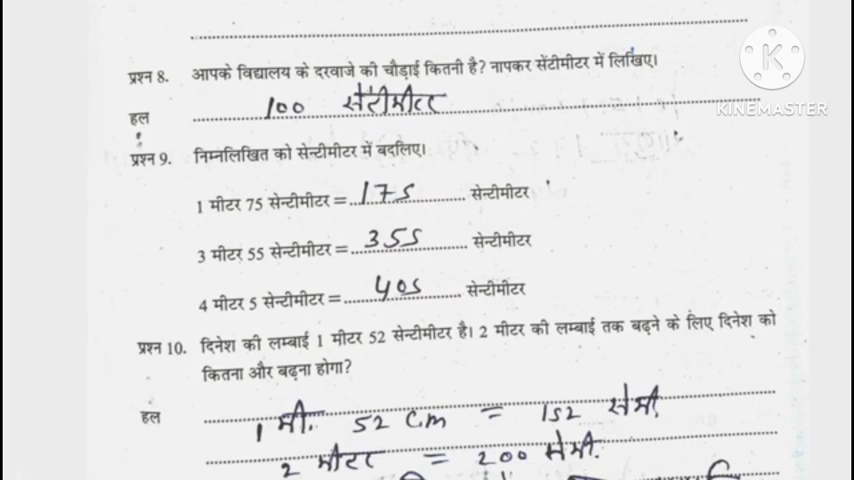 प्रश्न 8. आपके विद्यालय के दरवाजे की चौड़ाई कितनी है? नापकर सेंटीमीटर में लिखिए।
KINEMASTER
हल 100 सेंटीमीटर
प्रश्न 9. निम्नलिखित को सेन्टीमीटर में बदलिए।
1 मीटर 75 सेन्टीमीटर = 175 सेन्टीमीटर
3 मीटर 55 सेन्टीमीटर = 355 सेन्टीमीटर
4 मीटर 5 सेन्टीमीटर = 405 सेन्टीमीटर
प्रश्न 10. दिनेश की लम्बाई 1 मीटर 52 सेन्टीमीटर है। 2 मीटर की लम्बाई तक बढ़ने के लिए दिनेश को
कितना और बढ़ना होगा?
हल 1 मी. 52 C.m = 152 सेमी.
2 मीटर = 200 सेमी.